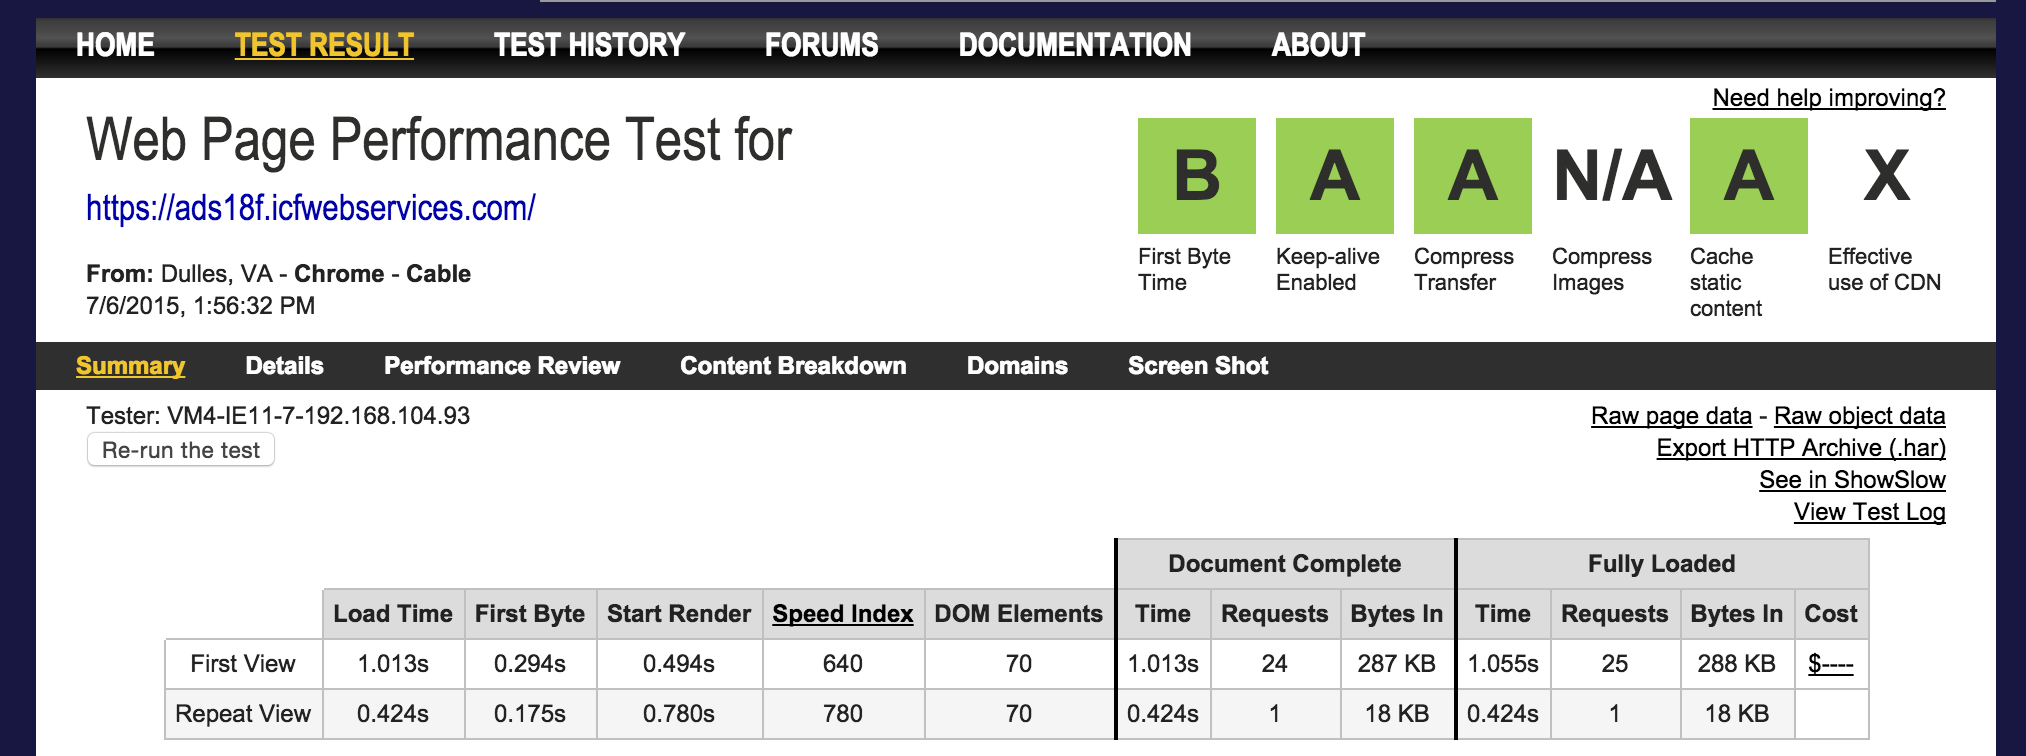 HOME TEST RESULT TEST HISTORY FORUMS DOCUMENTATION ABOUT
Need help improving?
Web Page Performance Test for
https://ads18f.icfwebservices.com/
From: Dulles, VA - Chrome - Cable
7/6/2015, 1:56:32 PM
B A A N/A A X
First Byte Time
Keep-alive Enabled
Compress Transfer
Compress Images
Cache static content
Effective use of CDN
Summary Details Performance Review Content Breakdown Domains Screen Shot
Tester: VM4-IE11-7-192.168.104.93
Re-run the test
Raw page data - Raw object data
Export HTTP Archive (.har)
See in ShowSlow
View Test Log
Document Complete Fully Loaded
Load Time First Byte Start Render Speed Index DOM Elements Time Requests Bytes In Time Requests Bytes In Cost
First View 1.013s 0.294s 0.494s 640 70 1.013s 24 287 KB 1.055s 25 288 KB $----
Repeat View 0.424s 0.175s 0.780s 780 70 0.424s 1 18 KB 0.424s 1 18 KB